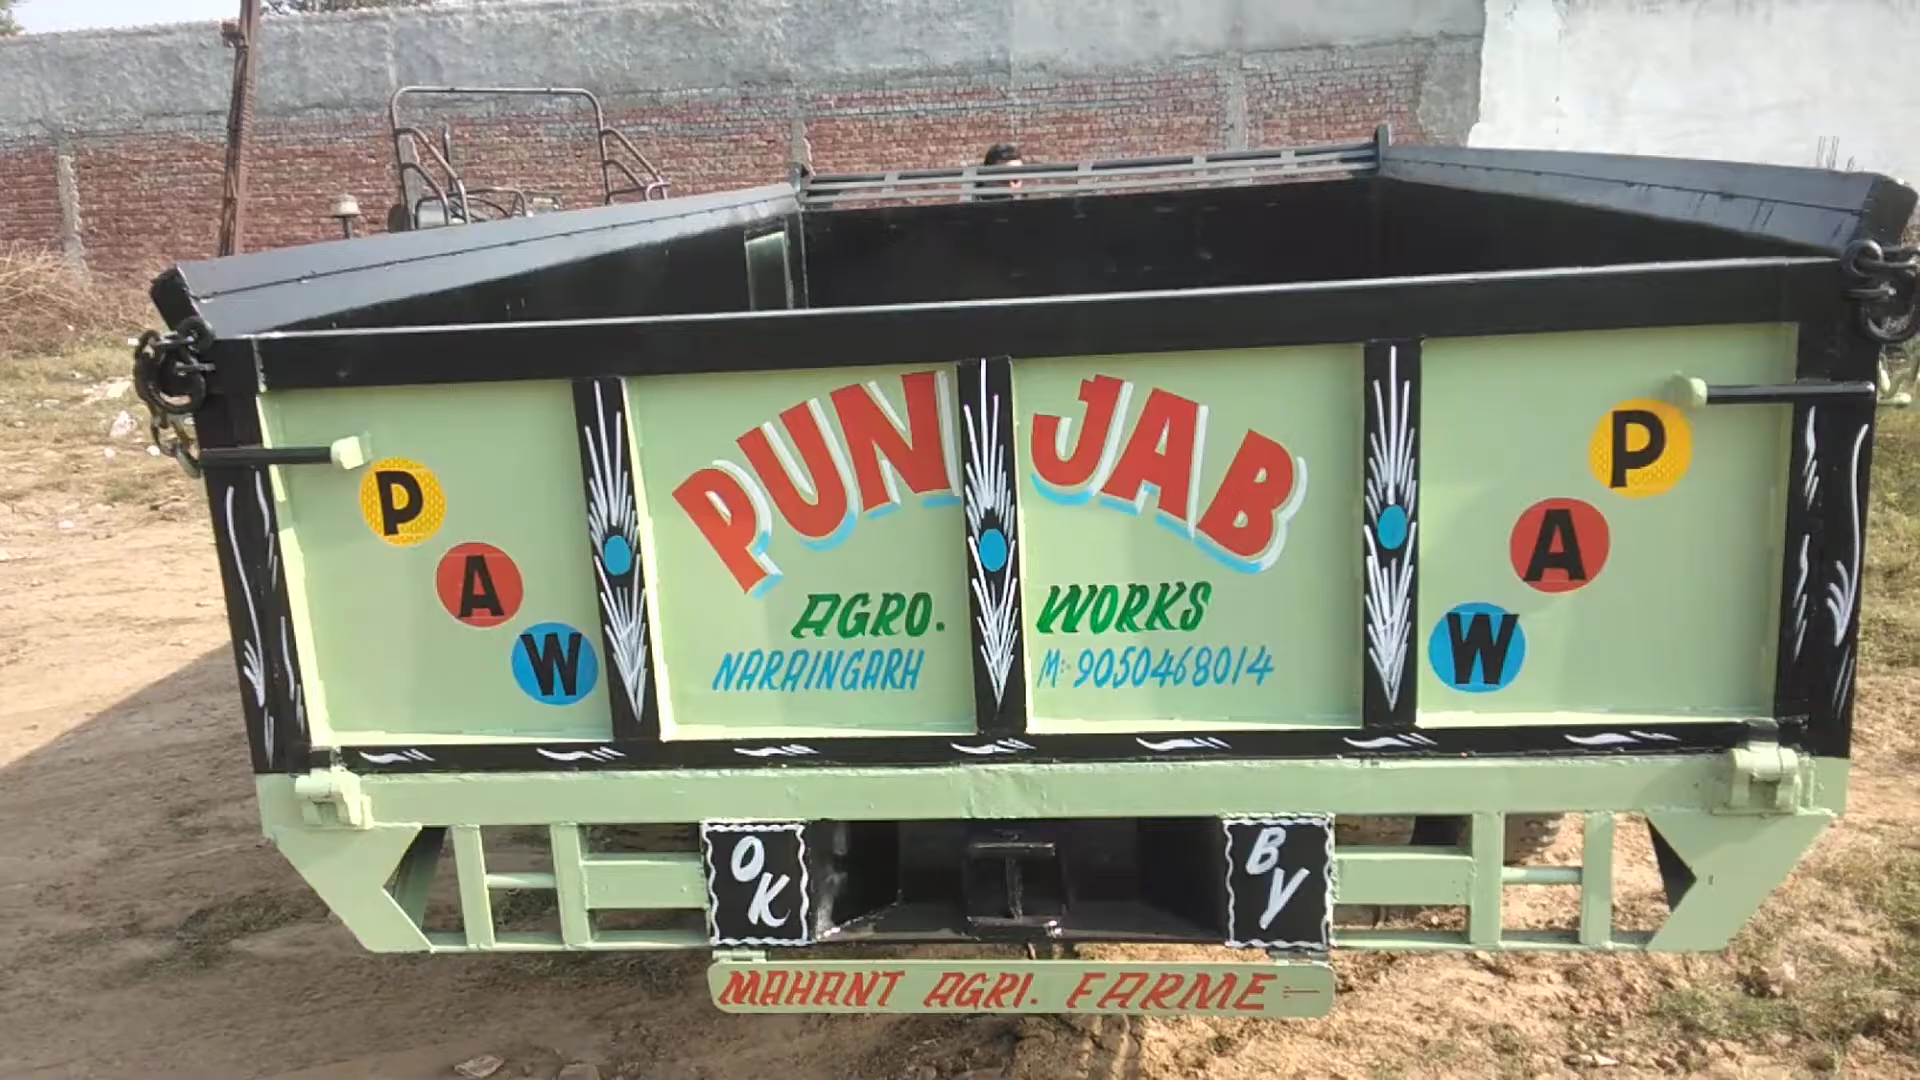 PUNJAB
P
A
W
AGRO. WORKS
NARAINGARH M:- 9050468014
P
A
W
OK
BY
MAHANT AGRI. FARME